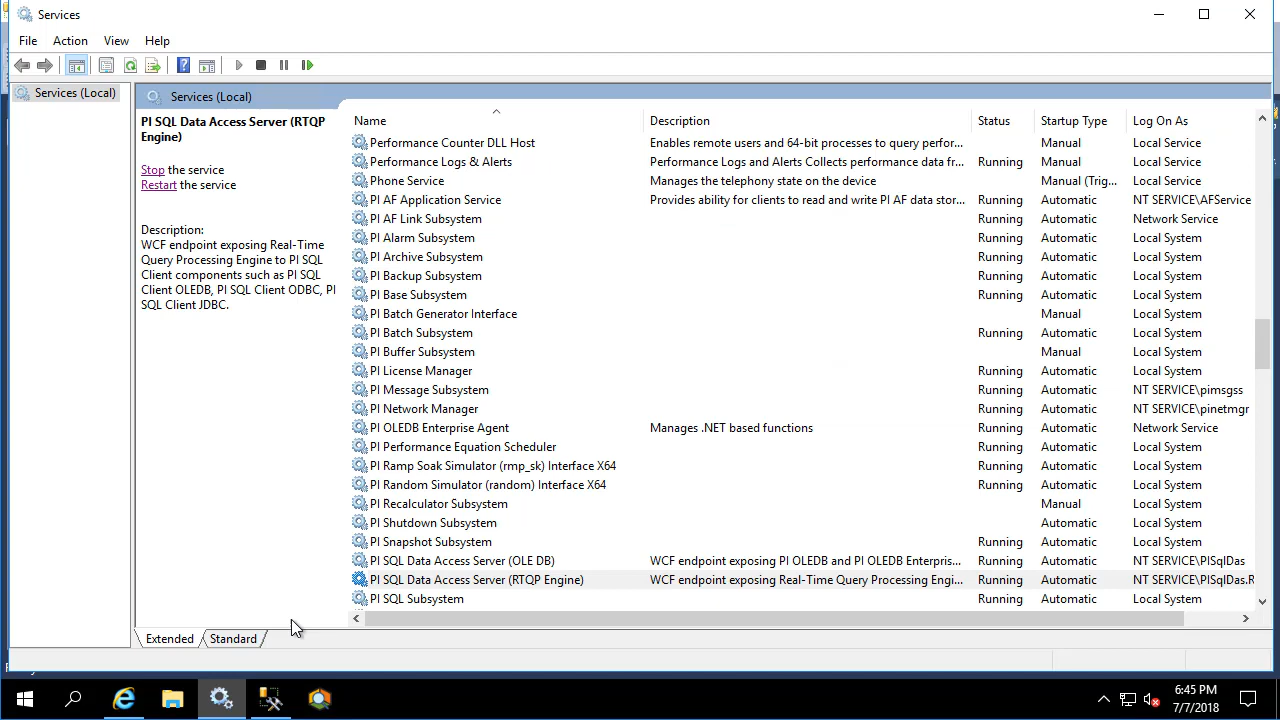 Services
File Action View Help
Services (Local)
Services (Local)
PI SQL Data Access Server (RTQP
Engine)
Stop the service
Restart the service
Description:
WCF endpoint exposing Real-Time
Query Processing Engine to PI SQL
Client components such as PI SQL
Client OLEDB, PI SQL Client ODBC, PI
SQL Client JDBC.
Name Description Status Startup Type Log On As
Performance Counter DLL Host Enables remote users and 64-bit processes to query perfor... Manual Local Service
Performance Logs & Alerts Performance Logs and Alerts Collects performance data fr... Running Manual Local Service
Phone Service Manages the telephony state on the device Manual (Trig... Local Service
PI AF Application Service Provides ability for clients to read and write PI AF data stor... Running Automatic NT SERVICE\AFService
PI AF Link Subsystem Running Automatic Network Service
PI Alarm Subsystem Running Automatic Local System
PI Archive Subsystem Running Automatic Local System
PI Backup Subsystem Running Automatic Local System
PI Base Subsystem Running Automatic Local System
PI Batch Generator Interface Manual Local System
PI Batch Subsystem Running Automatic Local System
PI Buffer Subsystem Manual Local System
PI License Manager Running Automatic Local System
PI Message Subsystem Running Automatic NT SERVICE\pimsgss
PI Network Manager Running Automatic NT SERVICE\pinetmgr
PI OLEDB Enterprise Agent Manages .NET based functions Running Automatic Network Service
PI Performance Equation Scheduler Running Automatic Local System
PI Ramp Soak Simulator (rmp_sk) Interface X64 Running Automatic Local System
PI Random Simulator (random) Interface X64 Running Automatic Local System
PI Recalculator Subsystem Manual Local System
PI Shutdown Subsystem Automatic Local System
PI Snapshot Subsystem Running Automatic Local System
PI SQL Data Access Server (OLE DB) WCF endpoint exposing PI OLEDB and PI OLEDB Enterpris... Running Automatic NT SERVICE\PISqlDas
PI SQL Data Access Server (RTQP Engine) WCF endpoint exposing Real-Time Query Processing Engi... Running Automatic NT SERVICE\PISqlDas.R
PI SQL Subsystem Running Automatic Local System
Extended Standard
6:45 PM
7/7/2018